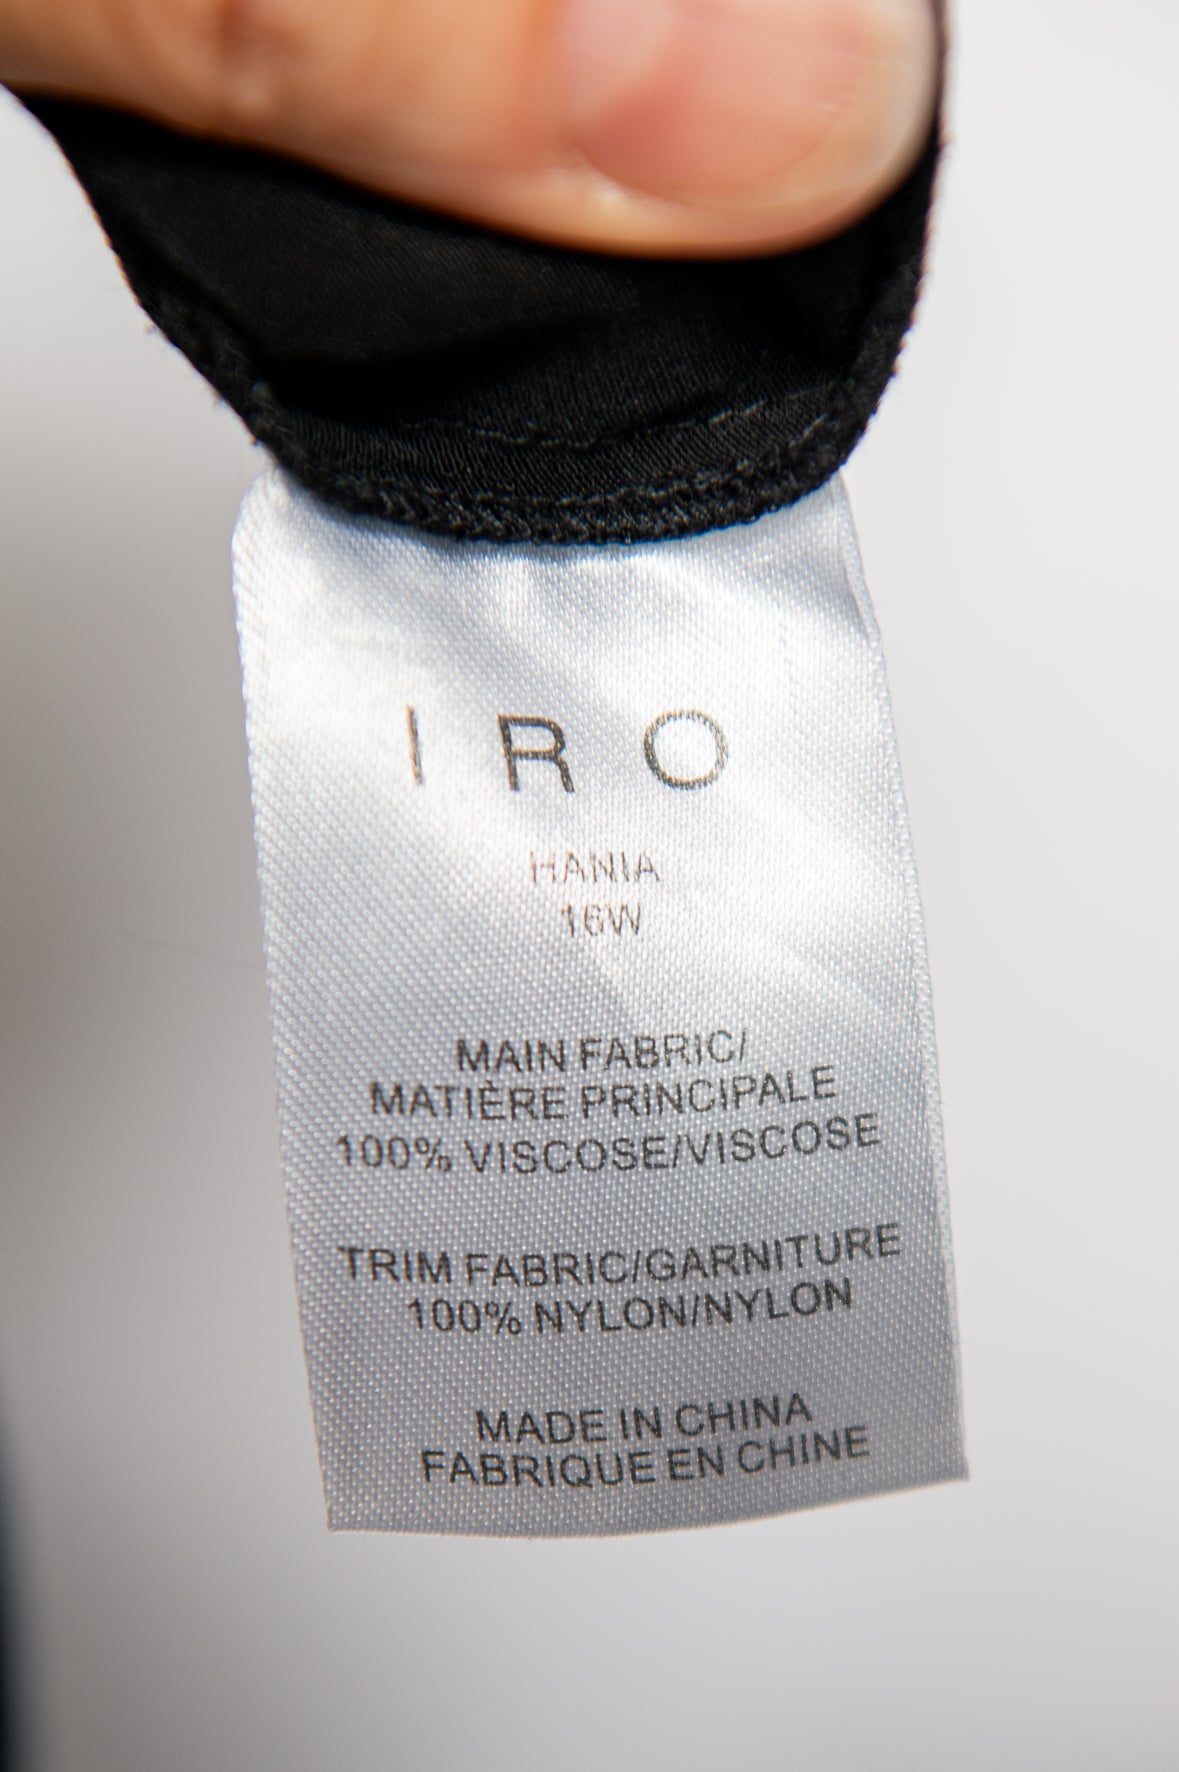 IRO
HANIA
16W
MAIN FABRIC/
MATIÈRE PRINCIPALE
100% VISCOSE/VISCOSE
TRIM FABRIC/GARNITURE
100% NYLON/NYLON
MADE IN CHINA
FABRIQUE EN CHINE